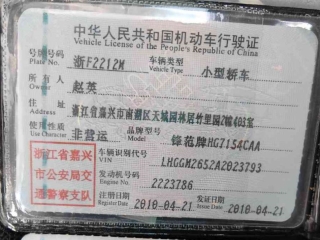 中华人民共和国机动车行驶证
Vehicle License of the People's Republic of China
号牌号码 浙F2212W 车辆类型 小型轿车
Plate No. Vehicle Type
所有人 赵英
Owner
住址 浙江省嘉兴市南湖区天城园林居竹里园2幢403室
Address
使用性质 非营运 品牌型号 锋范牌HG7154CAA
Use Character Model
浙江省嘉兴
市公安局交
通警察支队
车辆识别代号 LHGGM2652A2023793
VIN
发动机号码 2223786
Engine No.
注册日期 2010-04-21 发证日期 2010-04-21
Register Date Issue Date